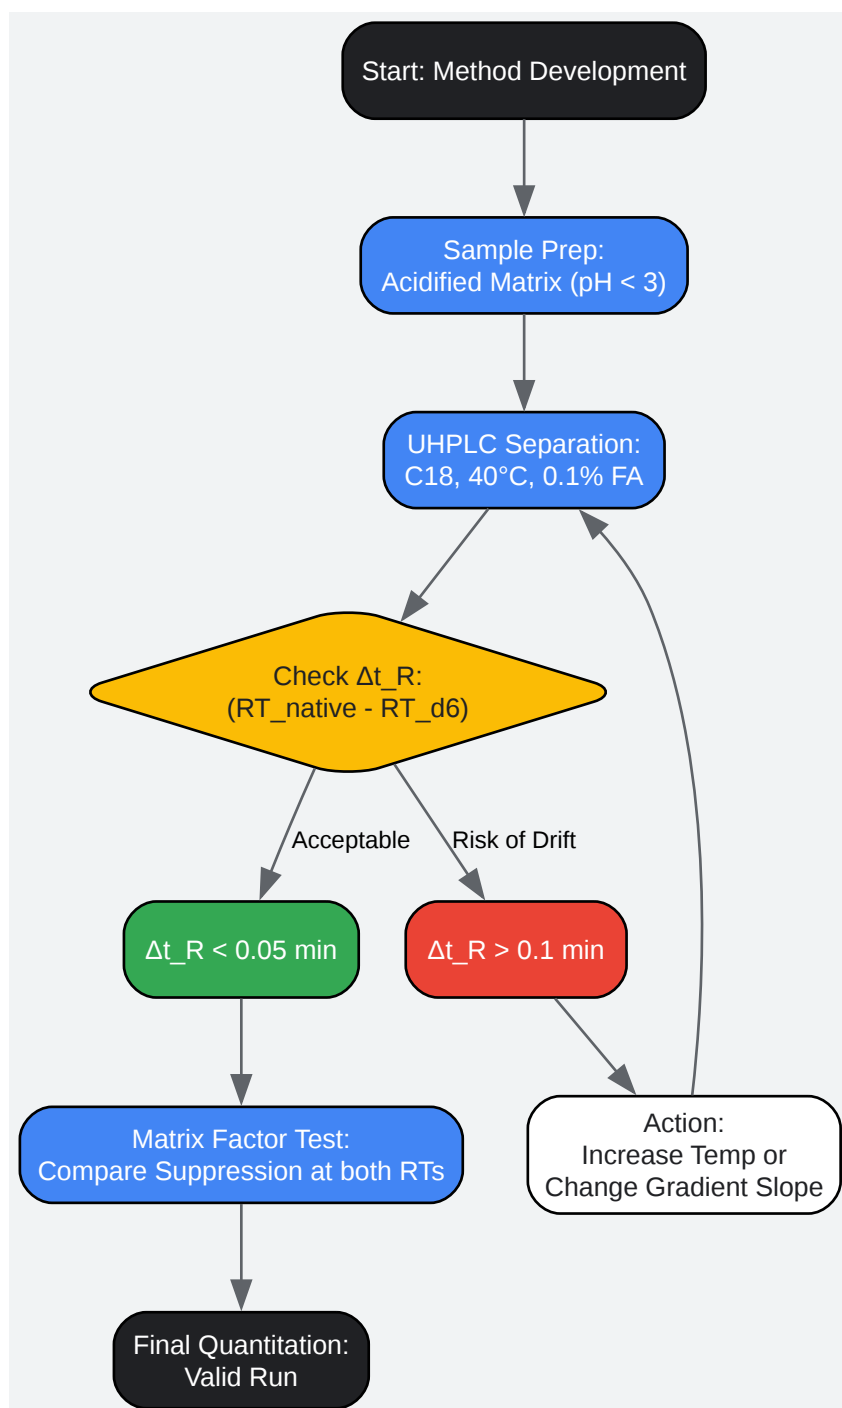 Start: Method Development
Sample Prep:
Acidified Matrix (pH < 3)
UHPLC Separation:
C18, 40°C, 0.1% FA
Check Δt_R:
(RT_native - RT_d6)
Acceptable
Risk of Drift
Δt_R < 0.05 min
Δt_R > 0.1 min
Matrix Factor Test:
Compare Suppression at both RTs
Action:
Increase Temp or
Change Gradient Slope
Final Quantitation:
Valid Run